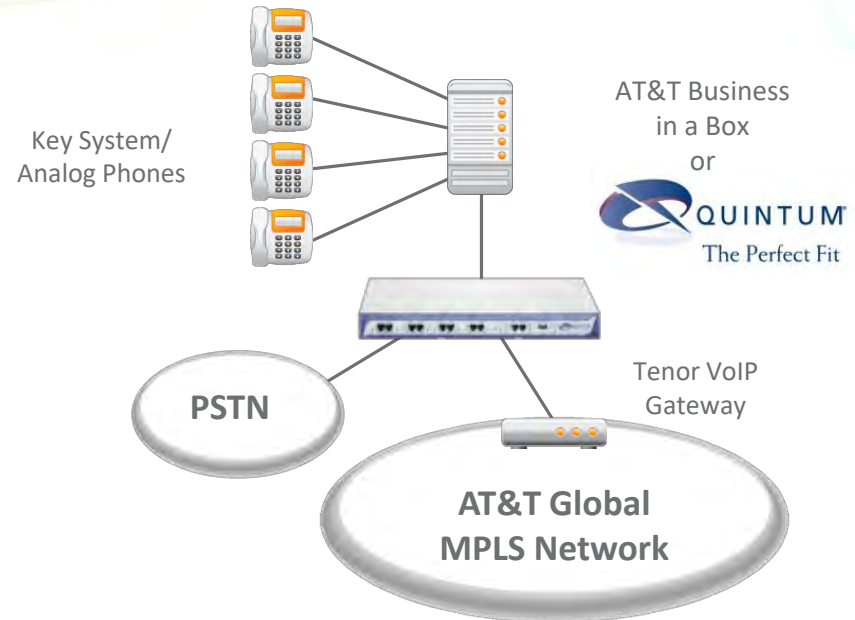 Key System/
Analog Phones
AT&T Business
in a Box
or
QUINTUM
The Perfect Fit
Tenor VoIP
Gateway
PSTN
AT&T Global
MPLS Network